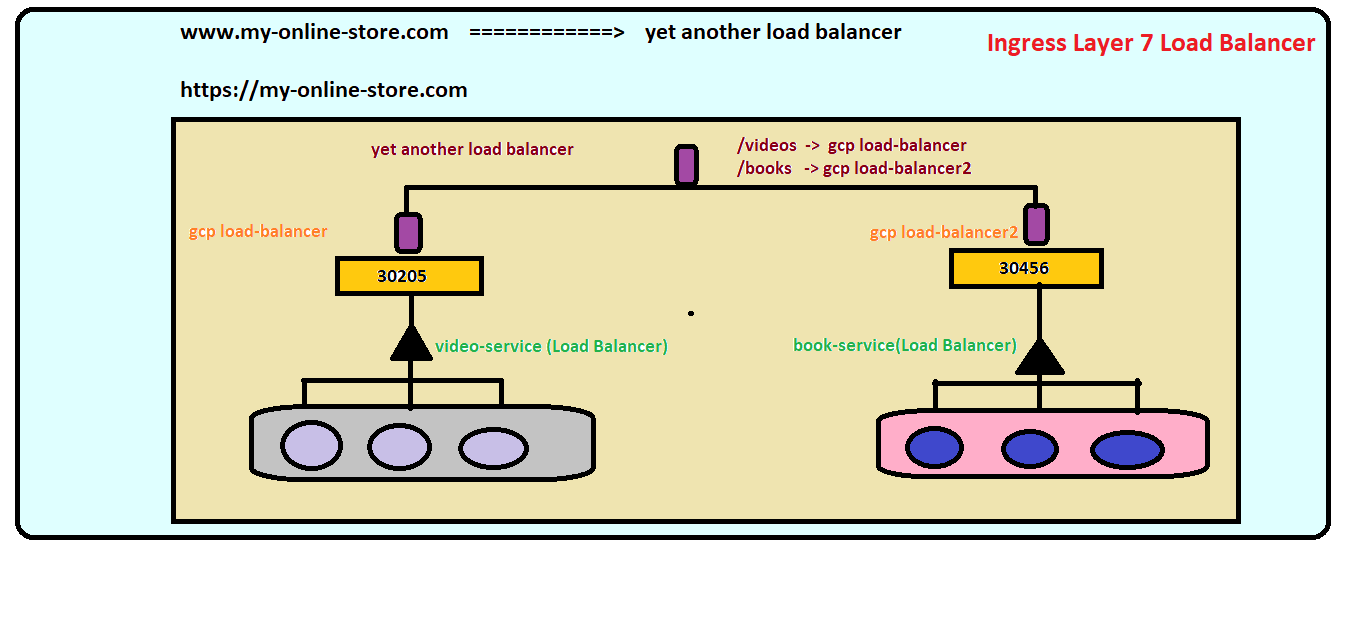 www.my-online-store.com ============> yet another load balancer
Ingress Layer 7 Load Balancer
https://my-online-store.com
yet another load balancer
/videos -> gcp load-balancer
/books -> gcp load-balancer2
gcp load-balancer
gcp load-balancer2
30205
30456
video-service (Load Balancer)
book-service(Load Balancer)